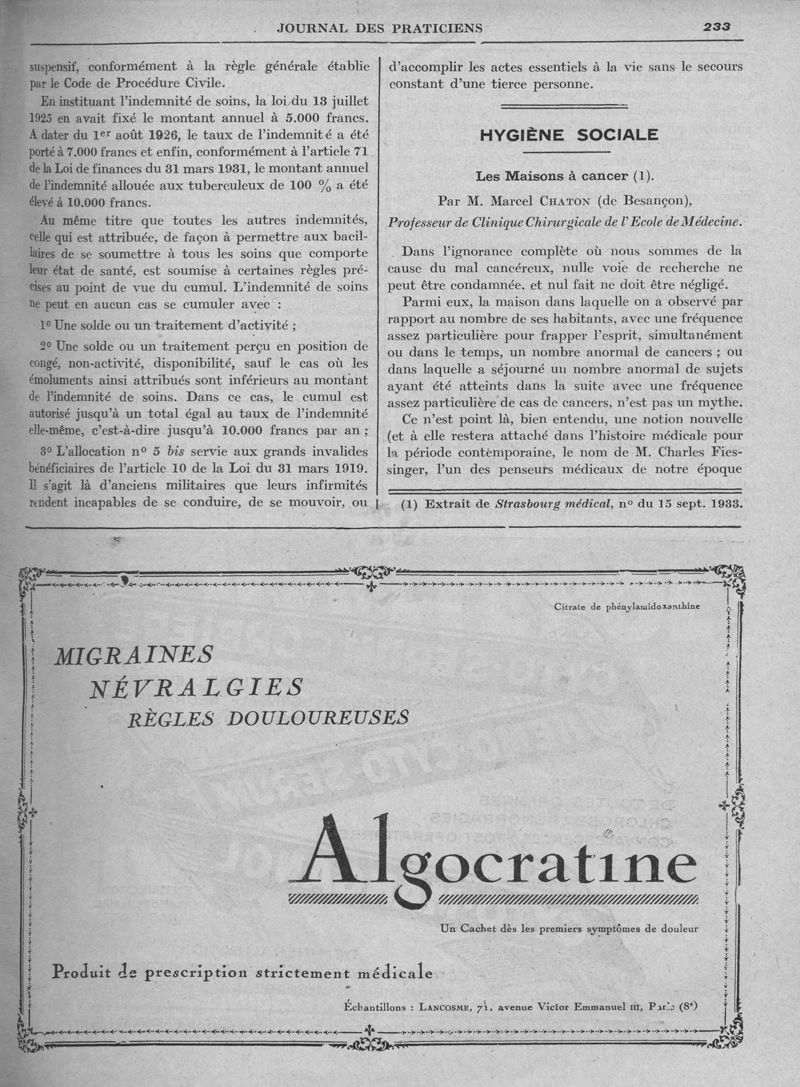 JOURNAL DES PRATICIENS
233
suspensif, conformément à la règle générale établie
par le Code de Procédure Civile.
En instituant l'indemnité de soins, la loi du 13 juillet
1925 en avait fixé le montant annuel à 5.000 francs.
A dater du 1er août 1926, le taux de l'indemnité a été
porté à 7.000 francs et enfin, conformément à l'article 71
de la Loi de finances du 31 mars 1931, le montant annuel
de l'indemnité allouée aux tuberculeux de 100 % a été
élevé à 10.000 francs.
Au même titre que toutes les autres indemnités,
celle qui est attribuée, de façon à permettre aux bacil-
laires de se soumettre à tous les soins que comporte
leur état de santé, est soumise à certaines règles pré-
cises au point de vue du cumul. L'indemnité de soins
ne peut en aucun cas se cumuler avec :
1º Une solde ou un traitement d'activité ;
2º Une solde ou un traitement perçu en position de
congé, non-activité, disponibilité, sauf le cas où les
émoluments ainsi attribués sont inférieurs au montant
de l'indemnité de soins. Dans ce cas, le cumul est
autorisé jusqu'à un total égal au taux de l'indemnité
elle-même, c'est-à-dire jusqu'à 10.000 francs par an ;
3º L'allocation nº 5 bis servie aux grands invalides
bénéficiaires de l'article 10 de la Loi du 31 mars 1919.
Il s'agit là d'anciens militaires que leurs infirmités
rendent incapables de se conduire, de se mouvoir, ou
d'accomplir les actes essentiels à la vie sans le secours
constant d'une tierce personne.
HYGIÈNE SOCIALE
Les Maisons à cancer (1).
Par M. Marcel CHATON (de Besançon),
Professeur de Clinique Chirurgicale de l'Ecole de Médecine.
Dans l'ignorance complète où nous sommes de la
cause du mal cancéreux, nulle voie de recherche ne
peut être condamnée, et nul fait ne doit être négligé.
Parmi eux, la maison dans laquelle on a observé par
rapport au nombre de ses habitants, avec une fréquence
assez particulière pour frapper l'esprit, simultanément
ou dans le temps, un nombre anormal de cancers ; ou
dans laquelle a séjourné un nombre anormal de sujets
ayant été atteints dans la suite avec une fréquence
assez particulière de cas de cancers, n'est pas un mythe.
Ce n'est point là, bien entendu, une notion nouvelle
(et à elle restera attaché dans l'histoire médicale pour
la période contemporaine, le nom de M. Charles Fies-
singer, l'un des penseurs médicaux de notre époque
(1) Extrait de Strasbourg médical, nº du 15 sept. 1933.
Citrate de phénylamidoxanthine
MIGRAINES
NÉVRALGIES
RÈGLES DOULOUREUSES
Algocratine
Un Cachet dès les premiers symptômes de douleur
Produit de prescription strictement médicale
Échantillons : LANCOSME, 71, avenue Victor Emmanuel III, Paris (8e)